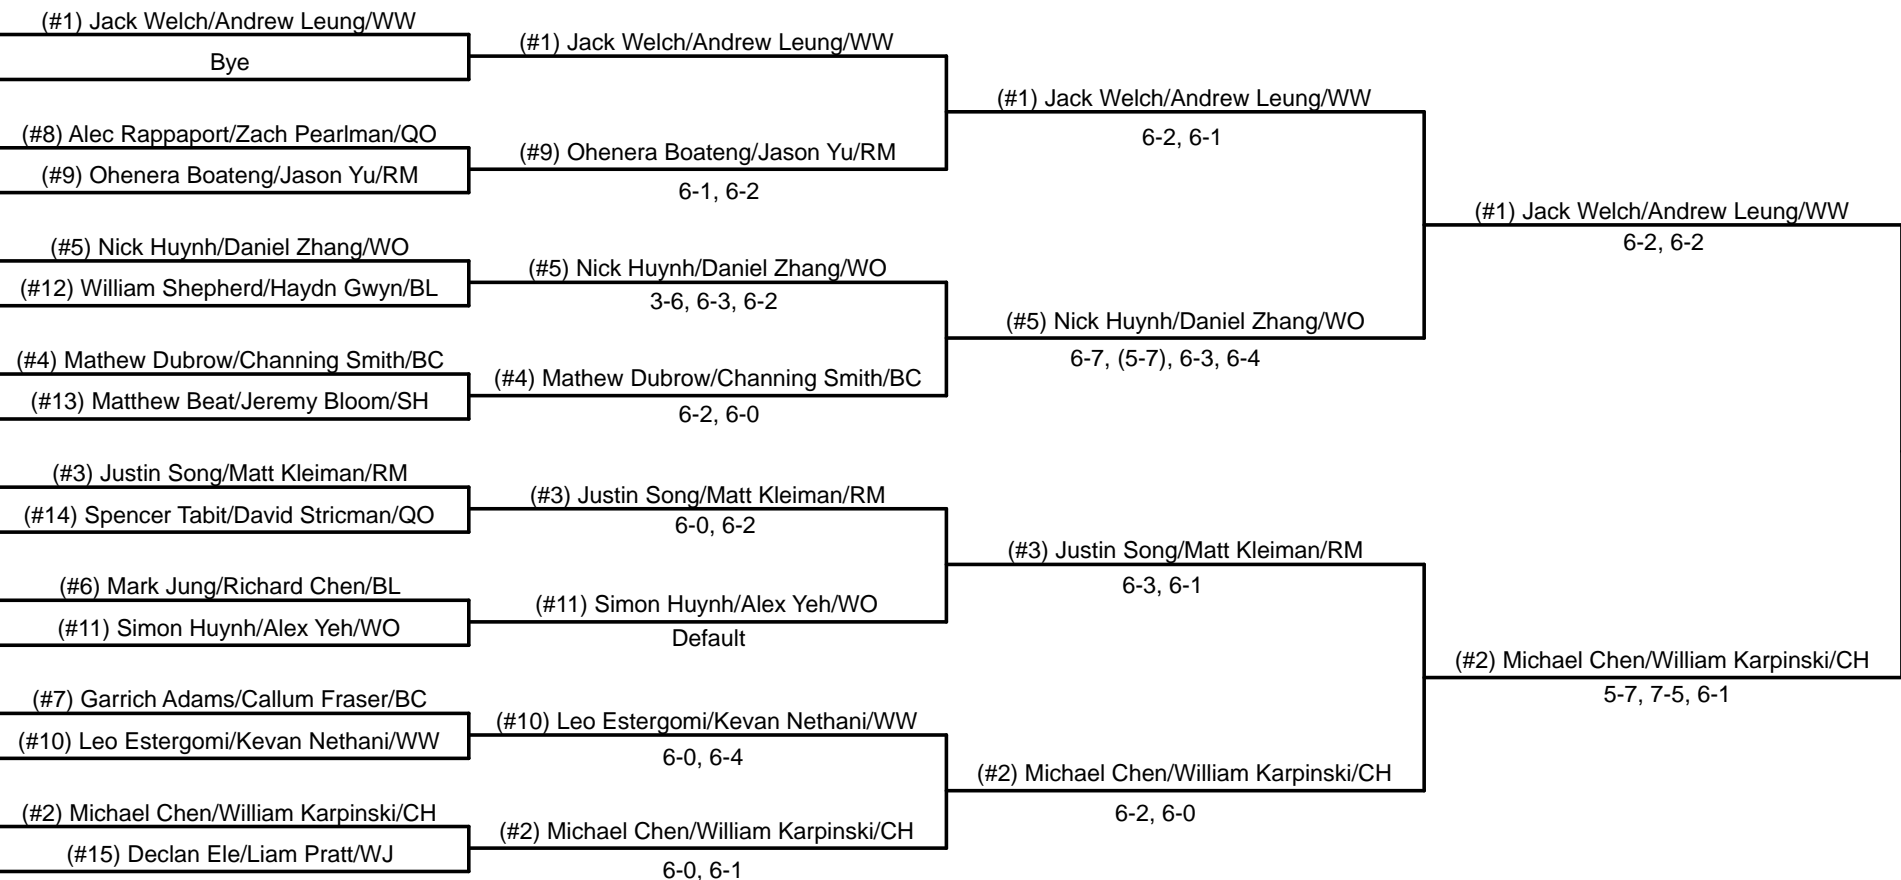 (#1) Jack Welch/Andrew Leung/WW
Bye
(#8) Alec Rappaport/Zach Pearlman/QO
(#9) Ohenera Boateng/Jason Yu/RM
(#5) Nick Huynh/Daniel Zhang/WO
(#12) William Shepherd/Haydn Gwyn/BL
(#4) Mathew Dubrow/Channing Smith/BC
(#13) Matthew Beat/Jeremy Bloom/SH
(#3) Justin Song/Matt Kleiman/RM
(#14) Spencer Tabit/David Stricman/QO
(#6) Mark Jung/Richard Chen/BL
(#11) Simon Huynh/Alex Yeh/WO
(#7) Garrich Adams/Callum Fraser/BC
(#10) Leo Estergomi/Kevan Nethani/WW
(#2) Michael Chen/William Karpinski/CH
(#15) Declan Ele/Liam Pratt/WJ
(#1) Jack Welch/Andrew Leung/WW
(#9) Ohenera Boateng/Jason Yu/RM
6-1, 6-2
(#5) Nick Huynh/Daniel Zhang/WO
3-6, 6-3, 6-2
(#4) Mathew Dubrow/Channing Smith/BC
6-2, 6-0
(#3) Justin Song/Matt Kleiman/RM
6-0, 6-2
(#11) Simon Huynh/Alex Yeh/WO
Default
(#10) Leo Estergomi/Kevan Nethani/WW
6-0, 6-4
(#2) Michael Chen/William Karpinski/CH
6-0, 6-1
(#1) Jack Welch/Andrew Leung/WW
6-2, 6-1
(#5) Nick Huynh/Daniel Zhang/WO
6-7, (5-7), 6-3, 6-4
(#3) Justin Song/Matt Kleiman/RM
6-3, 6-1
(#2) Michael Chen/William Karpinski/CH
6-2, 6-0
(#1) Jack Welch/Andrew Leung/WW
6-2, 6-2
(#2) Michael Chen/William Karpinski/CH
5-7, 7-5, 6-1